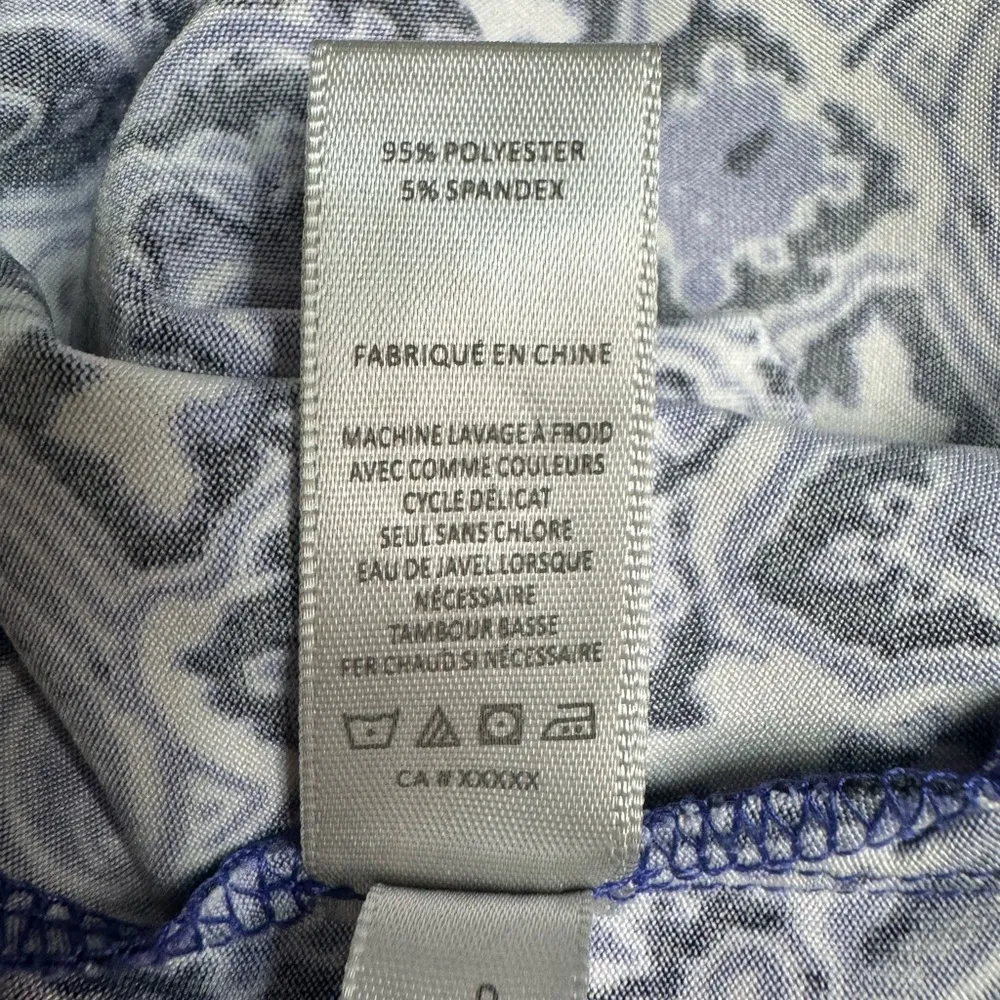 95% POLYESTER
5% SPANDEX
FABRIQUÉ EN CHINE
MACHINE LAVAGE À FROID
AVEC COMME COULEURS
CYCLE DÉLICAT
SEUL SANS CHLORE
EAU DE JAVEL LORSQUE
NÉCESSAIRE
TAMBOUR BASSE
FER CHAUD SI NÉCESSAIRE
CA # XXXXX